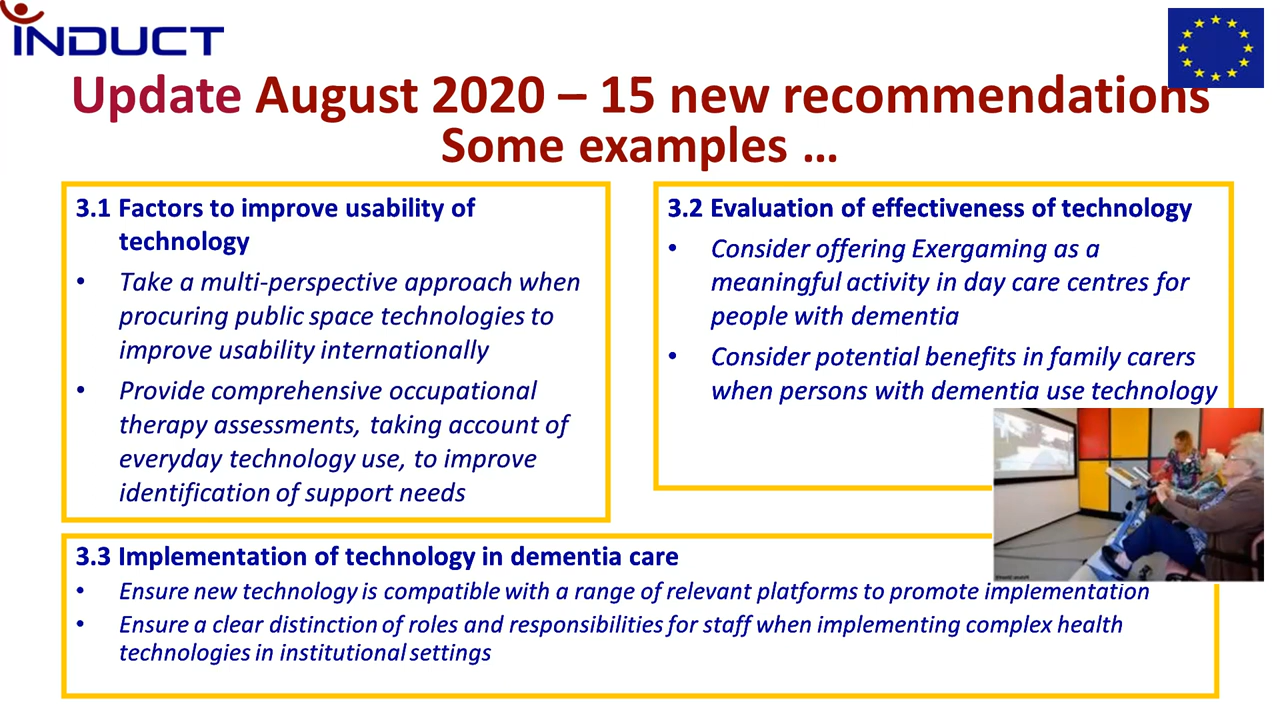 INDUCT
Update August 2020 – 15 new recommendations
Some examples …
3.1 Factors to improve usability of
technology
• Take a multi-perspective approach when
procuring public space technologies to
improve usability internationally
• Provide comprehensive occupational
therapy assessments, taking account of
everyday technology use, to improve
identification of support needs
3.2 Evaluation of effectiveness of technology
• Consider offering Exergaming as a
meaningful activity in day care centres for
people with dementia
• Consider potential benefits in family carers
when persons with dementia use technology
3.3 Implementation of technology in dementia care
• Ensure new technology is compatible with a range of relevant platforms to promote implementation
• Ensure a clear distinction of roles and responsibilities for staff when implementing complex health
technologies in institutional settings